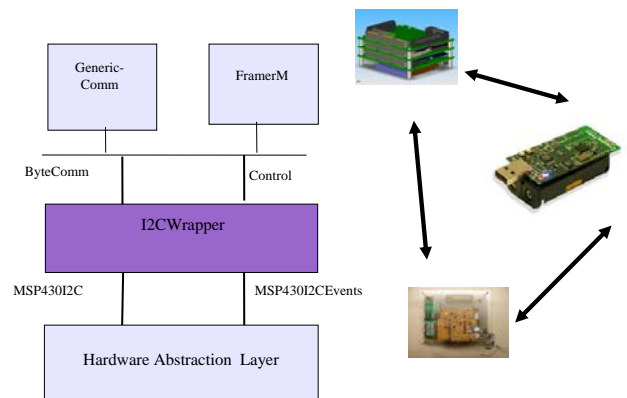 Generic-
Comm
FramerM
ByteComm
Control
I2CWrapper
MSP430I2C
MSP430I2CEvents
Hardware Abstraction Layer